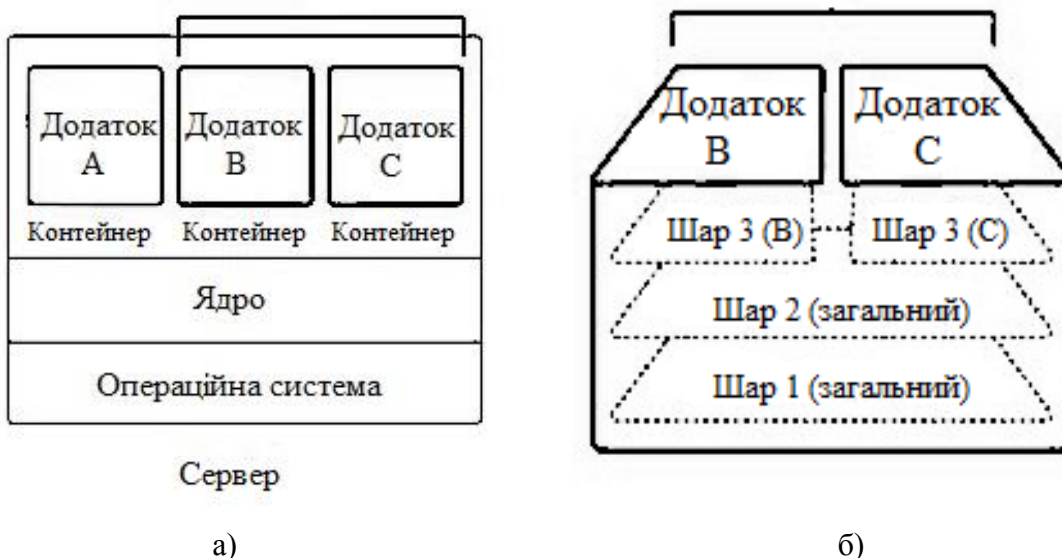 Додаток
А
Додаток
В
Додаток
С
Контейнер
Контейнер
Контейнер
Ядро
Операційна система
Сервер
а)
Додаток
В
Додаток
С
Шар 3 (В)
Шар 3 (С)
Шар 2 (загальний)
Шар 1 (загальний)
б)